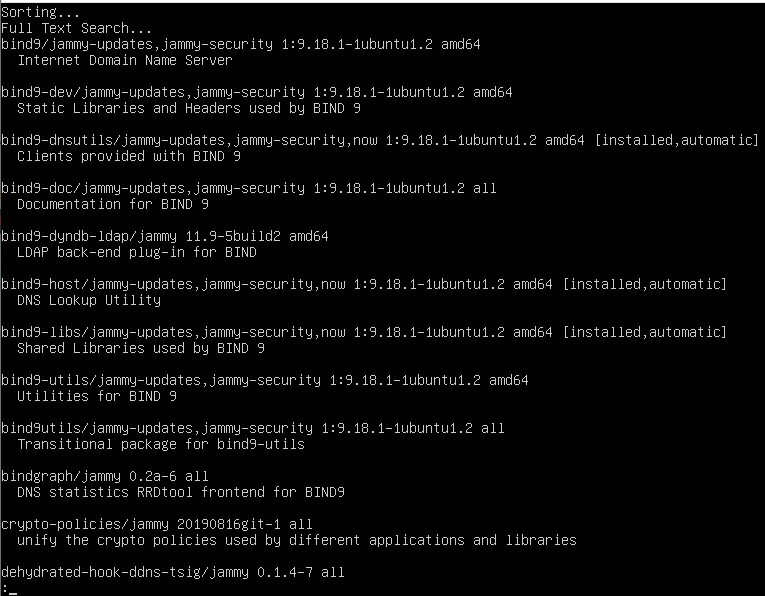 Sorting...
Full Text Search...
bind9/jammy-updates,jammy-security 1:9.18.1-1ubuntu1.2 amd64
  Internet Domain Name Server

bind9-dev/jammy-updates,jammy-security 1:9.18.1-1ubuntu1.2 amd64
  Static Libraries and Headers used by BIND 9

bind9-dnsutils/jammy-updates,jammy-security,now 1:9.18.1-1ubuntu1.2 amd64 [installed,automatic]
  Clients provided with BIND 9

bind9-doc/jammy-updates,jammy-security 1:9.18.1-1ubuntu1.2 all
  Documentation for BIND 9

bind9-dyndb-ldap/jammy 11.9-5build2 amd64
  LDAP back-end plug-in for BIND

bind9-host/jammy-updates,jammy-security,now 1:9.18.1-1ubuntu1.2 amd64 [installed,automatic]
  DNS Lookup Utility

bind9-libs/jammy-updates,jammy-security,now 1:9.18.1-1ubuntu1.2 amd64 [installed,automatic]
  Shared Libraries used by BIND 9

bind9-utils/jammy-updates,jammy-security 1:9.18.1-1ubuntu1.2 amd64
  Utilities for BIND 9

bind9utils/jammy-updates,jammy-security 1:9.18.1-1ubuntu1.2 all
  Transitional package for bind9-utils

bindgraph/jammy 0.2a-6 all
  DNS statistics RRDtool frontend for BIND9

crypto-policies/jammy 20190816git-1 all
  unify the crypto policies used by different applications and libraries

dehydrated-hook-ddns-tsig/jammy 0.1.4-7 all
:_